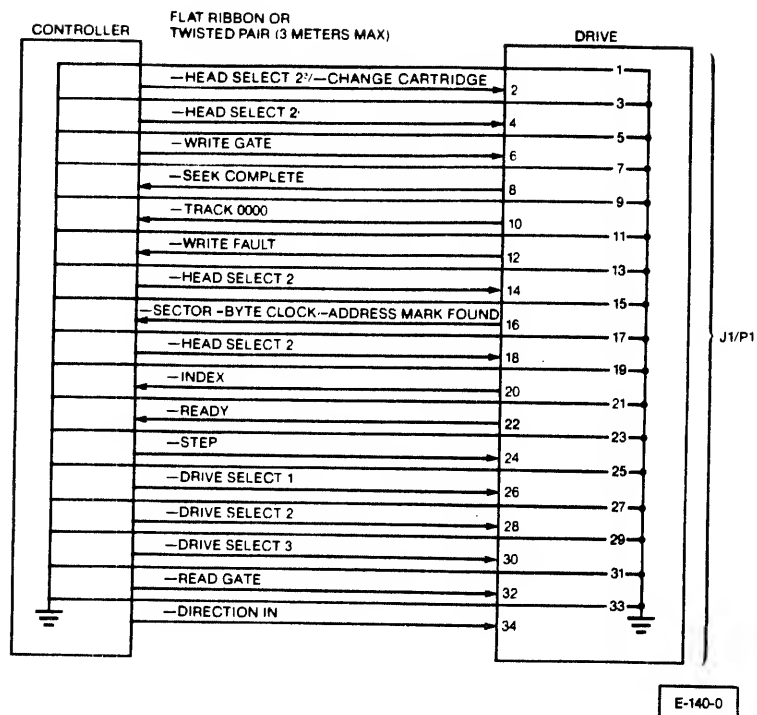 FLAT RIBBON OR
CONTROLLER
TWISTED PAIR (3 METERS MAX)
DRIVE
1
—HEAD SELECT 2³/—CHANGE CARTRIDGE
2
3
—HEAD SELECT 2
4
5
—WRITE GATE
6
7
—SEEK COMPLETE
8
9
—TRACK 0000
10
11
—WRITE FAULT
12
13
—HEAD SELECT 2
14
15
—SECTOR -BYTE CLOCK--ADDRESS MARK FOUND
16
17
J1/P1
—HEAD SELECT 2
18
19
—INDEX
20
21
—READY
22
23
—STEP
24
25
—DRIVE SELECT 1
26
27
—DRIVE SELECT 2
28
29
—DRIVE SELECT 3
30
31
—READ GATE
32
33
—DIRECTION IN
34
E-140-0